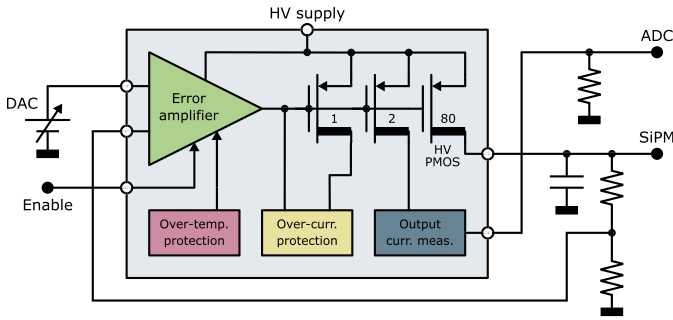 HV supply
ADC
DAC
Error
amplifier
1
2
80
HV
PMOS
SiPM
Enable
Over-temp.
protection
Over-curr.
protection
Output
curr. meas.